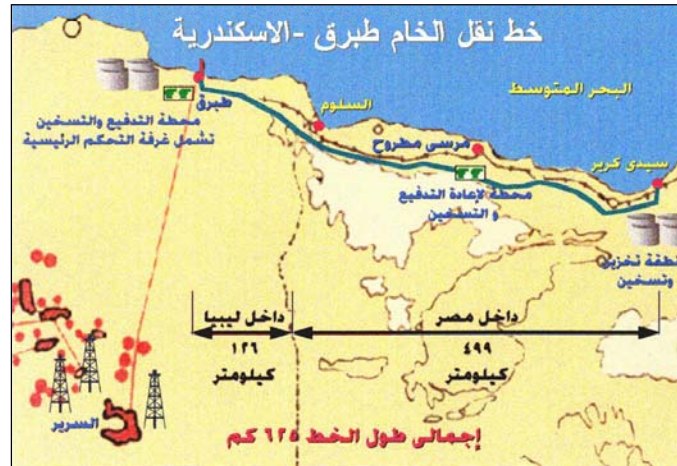 خط نقل الخام طبرق -الاسكندرية
البحر المتوسط
طبرق
السلوم
محطة التدفيع والتسخين
تشمل غرفة التحكم الرئيسية
مرسى مطروح
سيدى كرير
محطة لإعادة التدفيع
و التسخين
نطقة تخزين
وتسخين
داخل مصر
داخل ليبيا
٤٩٩
١٢٦
كيلومتر
كيلومتر
السرير
إجمالى طول الخط ٦٢٥ كم